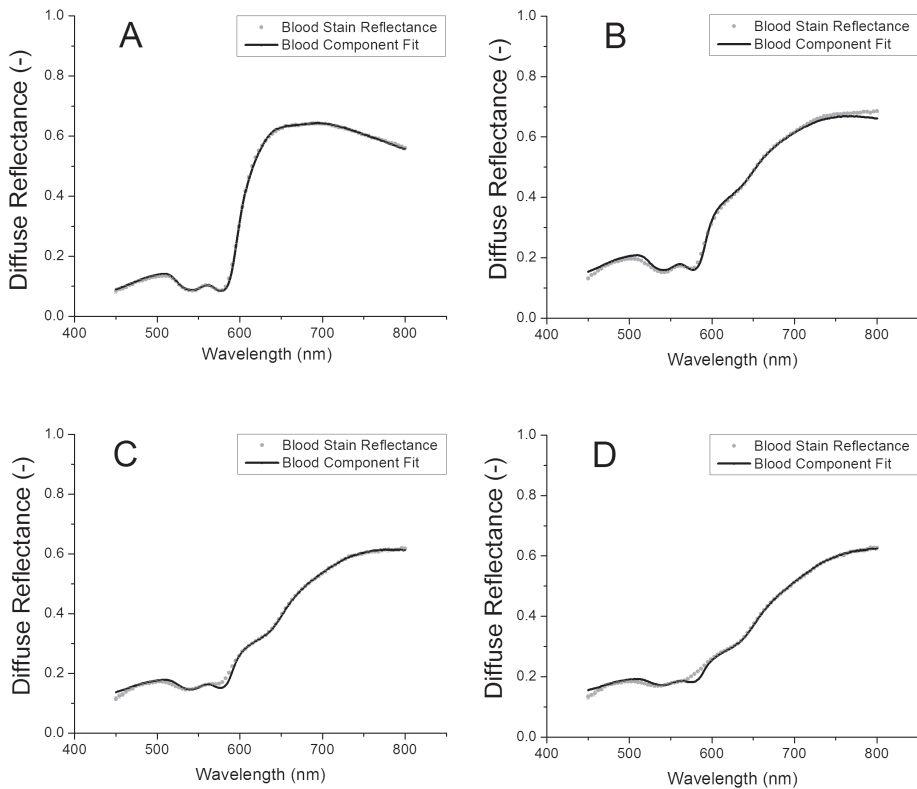 A
Blood Stain Reflectance
Blood Component Fit
Diffuse Reflectance (-)
1.0
0.8
0.6
0.4
0.2
0.0
400 500 600 700 800
Wavelength (nm)
B
Blood Stain Reflectance
Blood Component Fit
Diffuse Reflectance (-)
1.0
0.8
0.6
0.4
0.2
0.0
400 500 600 700 800
Wavelength (nm)
C
Blood Stain Reflectance
Blood Component Fit
Diffuse Reflectance (-)
1.0
0.8
0.6
0.4
0.2
0.0
400 500 600 700 800
Wavelength (nm)
D
Blood Stain Reflectance
Blood Component Fit
Diffuse Reflectance (-)
1.0
0.8
0.6
0.4
0.2
0.0
400 500 600 700 800
Wavelength (nm)